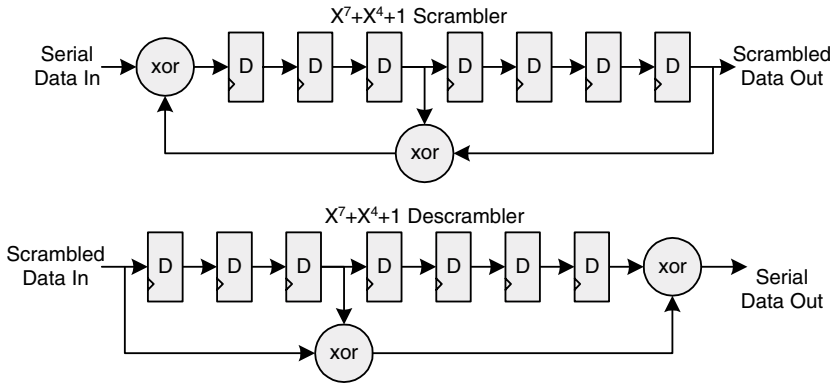 X⁷+X⁴+1 Scrambler
Serial
Data In
xor
D
D
D
D
D
D
D
Scrambled
Data Out
xor
X⁷+X⁴+1 Descrambler
Scrambled
Data In
D
D
D
D
D
D
D
xor
Serial
Data Out
xor